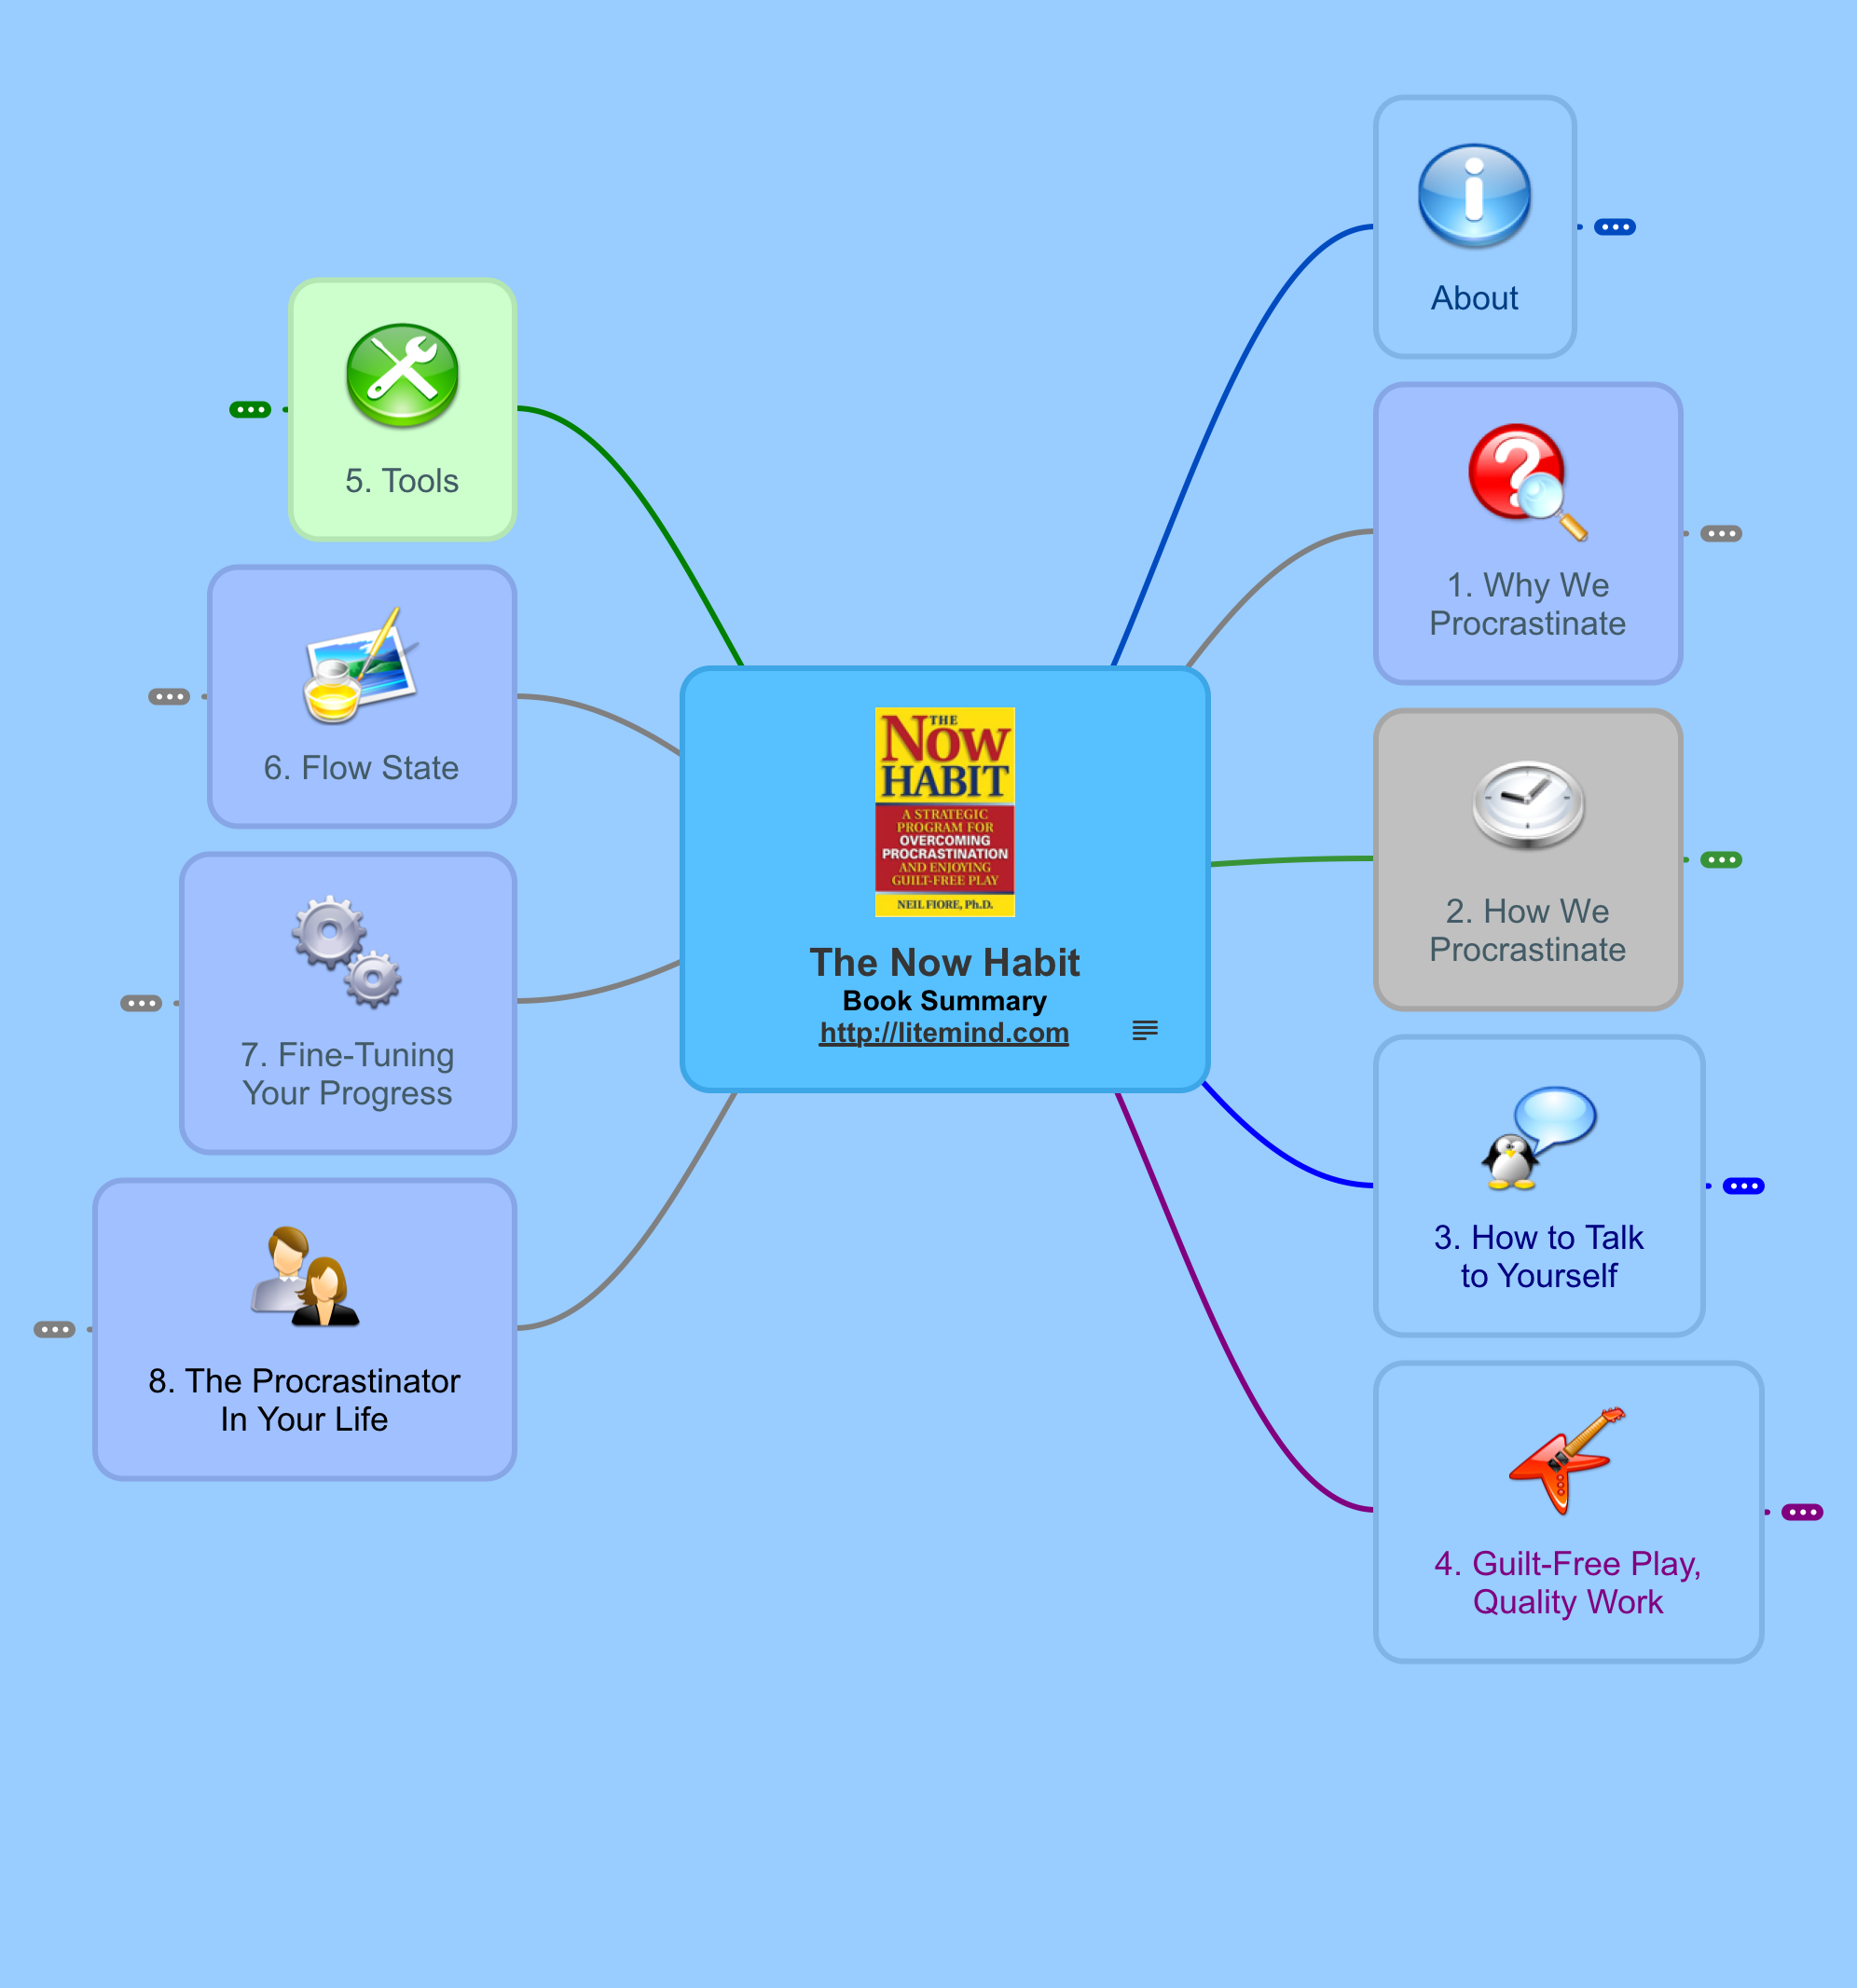 About
1. Why We
Procrastinate
2. How We
Procrastinate
3. How to Talk
to Yourself
4. Guilt-Free Play,
Quality Work
5. Tools
6. Flow State
7. Fine-Tuning
Your Progress
8. The Procrastinator
In Your Life
THE
NOW
HABIT
A STRATEGIC
PROGRAM FOR
OVERCOMING
PROCRASTINATION
AND ENJOYING
GUILT-FREE PLAY
NEIL FIORE, Ph.D.
The Now Habit
Book Summary
http://litemind.com